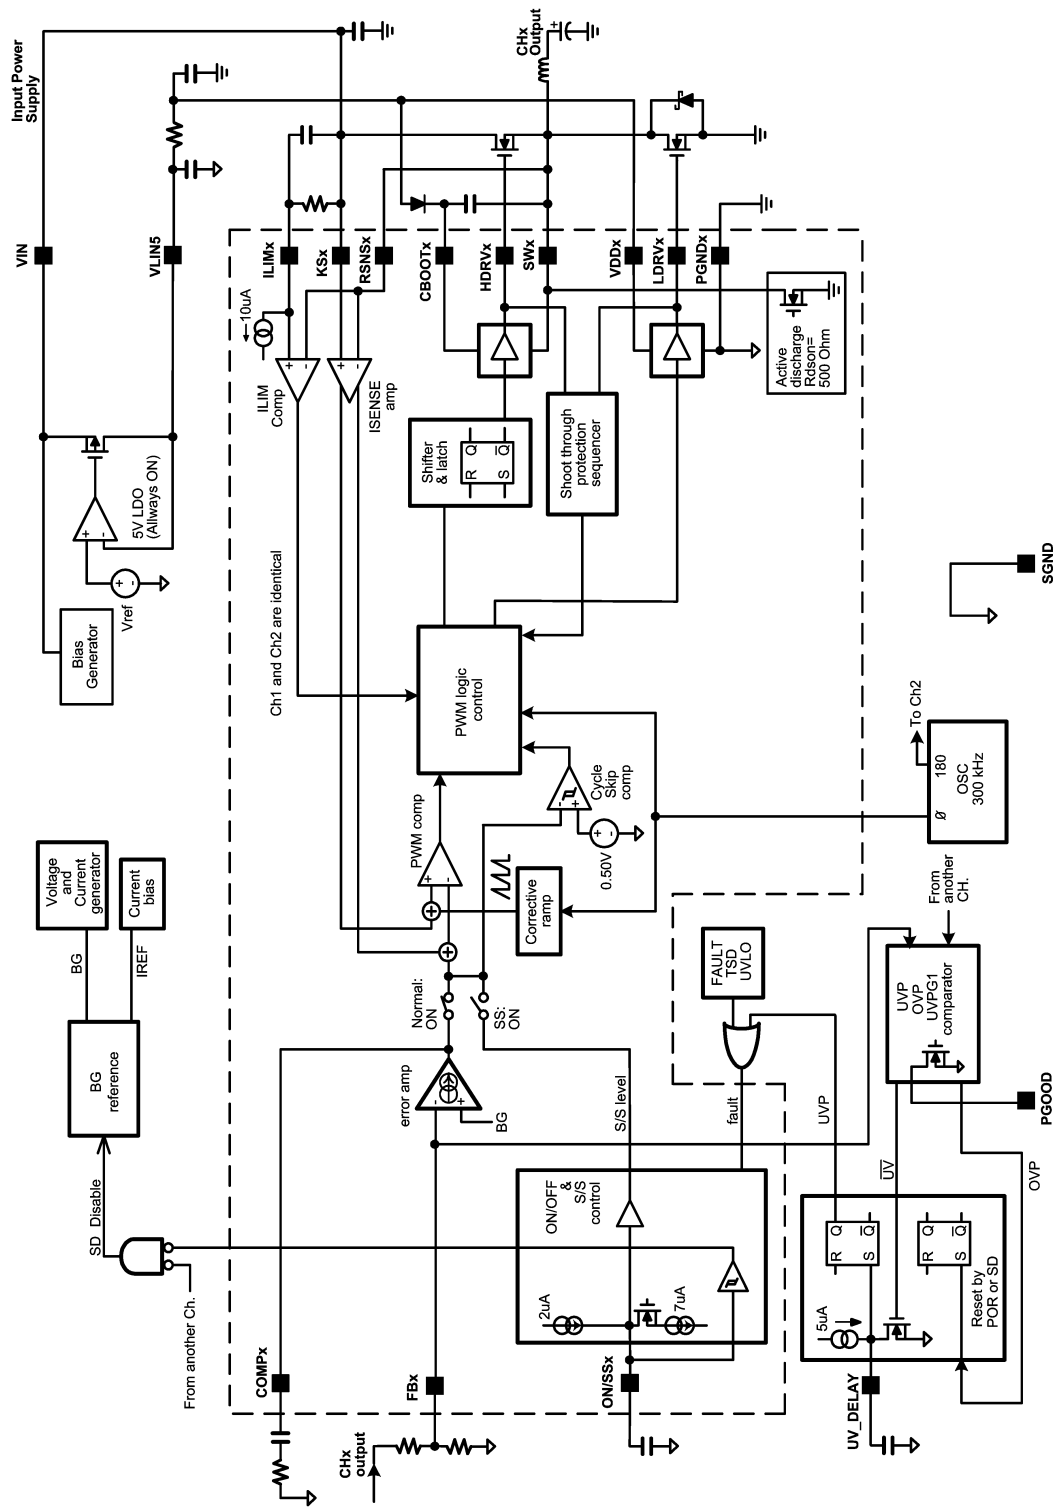 Input Power
Supply
VIN
VLIN5
Bias
Generator
Vref
+
-
+
-
5V LDO
(Allways ON)
Voltage
and
Current
generator
Current
bias
BG
IREF
BG
reference
SD Disable
From another Ch.
Ch1 and Ch2 are identical
ILIMx
KSx
RSNSx
CBOOTx
HDRVx
SWx
VDDx
LDRVx
PGNDx
CHx
Output
+
10uA
+
-
ILIM
Comp
+
-
ISENSE
amp
Shifter
& latch
R Q
S Q
Shoot through
protection
sequencer
Active
discharge
Rdson=
500 Ohm
PWM logic
control
PWM comp
+
-
Cycle
Skip
comp
-
+
+
-
0.50V
Corrective
ramp
Normal:
ON
SS:
ON
error amp
-
+
BG
S/S level
fault
FAULT
TSD
UVLO
ON/OFF
&
S/S
control
2uA
7uA
COMPx
FBx
ON/SSx
CHx
output
UVP
UV
OVP
R Q
S Q
R Q
S Q
5uA
Reset by
POR or SD
UV_DELAY
UVP
OVP
UVPG1
comparator
From
another
CH.
PGOOD
Ø 180
OSC
300 kHz
To Ch2
SGND